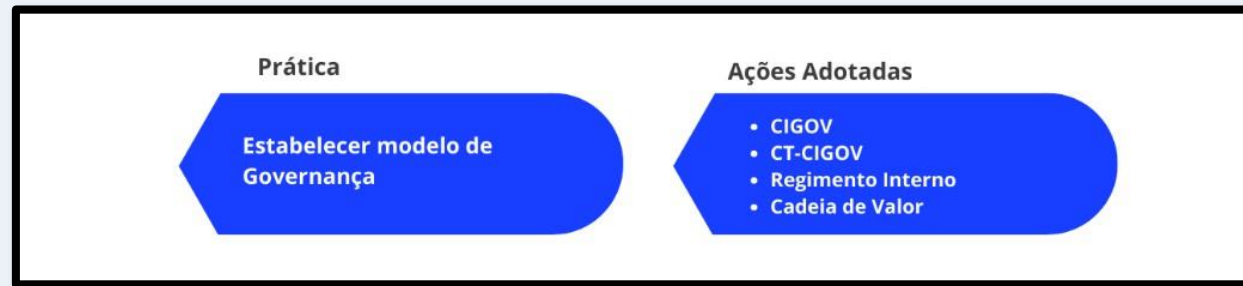 Prática
Estabelecer modelo de
Governança
Ações Adotadas
• CIGOV
• CT-CIGOV
• Regimento Interno
• Cadeia de Valor